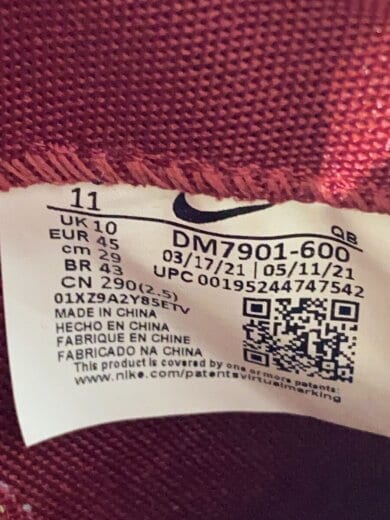 11
UK 10
EUR 45
cm 29
BR 43
CN 290(2.5)
01XZ9A2Y85ETV
MADE IN CHINA
HECHO EN CHINA
FABRIQUE EN CHINE
FABRICADO NA CHINA
QB
DM7901-600
03/17/21 | 05/11/21
UPC 00195244747542
This product is covered by one or more patents:
www.nike.com/patentsvirtualmarking